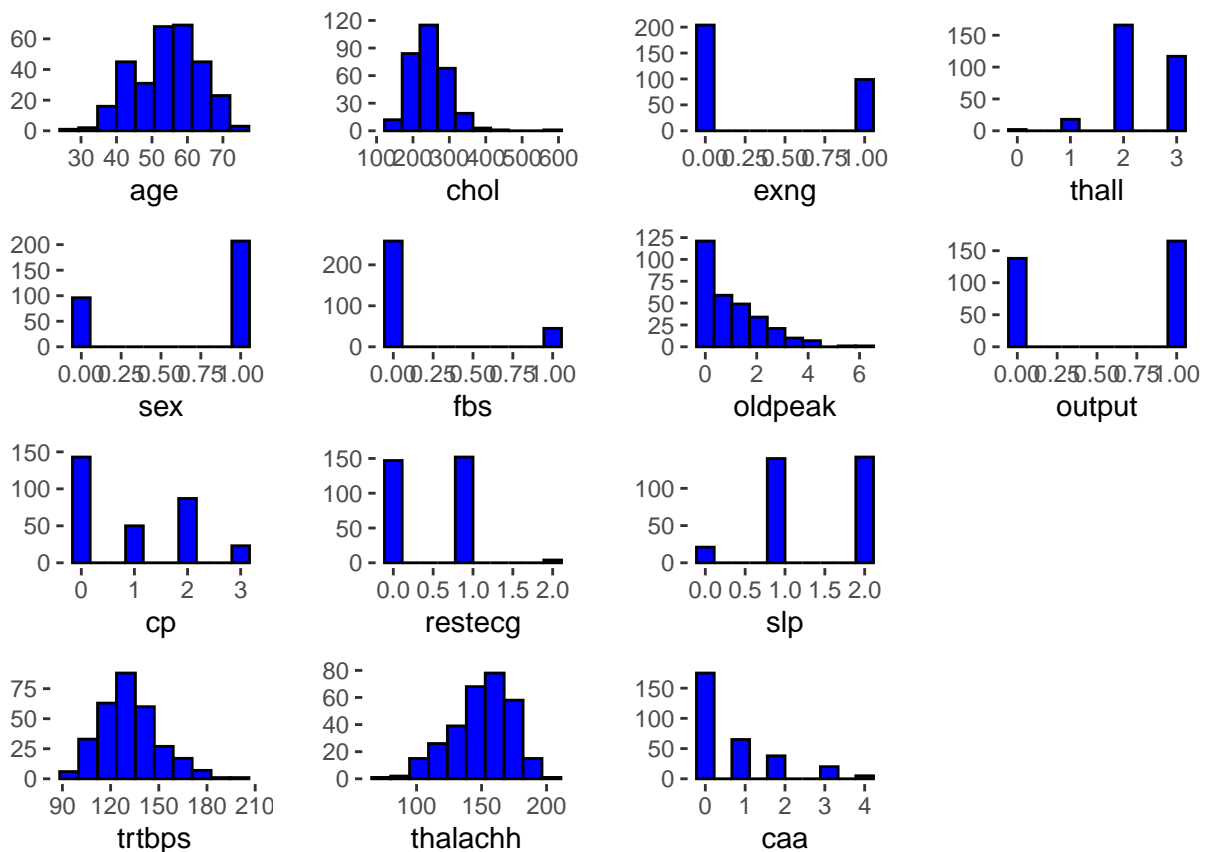 60
40
20
0
30 40 50 60 70
age
120
90
60
30
0
100 200 300 400 500 600
chol
200
150
100
50
0
0.00 0.25 0.50 0.75 1.00
exng
150
100
50
0
0 1 2 3
thall
200
150
100
50
0
0.00 0.25 0.50 0.75 1.00
sex
200
100
0
0.00 0.25 0.50 0.75 1.00
fbs
125
100
75
50
25
0
0 2 4 6
oldpeak
150
100
50
0
0.00 0.25 0.50 0.75 1.00
output
150
100
50
0
0 1 2 3
cp
150
100
50
0
0.0 0.5 1.0 1.5 2.0
restecg
100
50
0
0.0 0.5 1.0 1.5 2.0
slp
75
50
25
0
90 120 150 180 210
trtbps
80
60
40
20
0
100 150 200
thalachh
150
100
50
0
0 1 2 3 4
caa